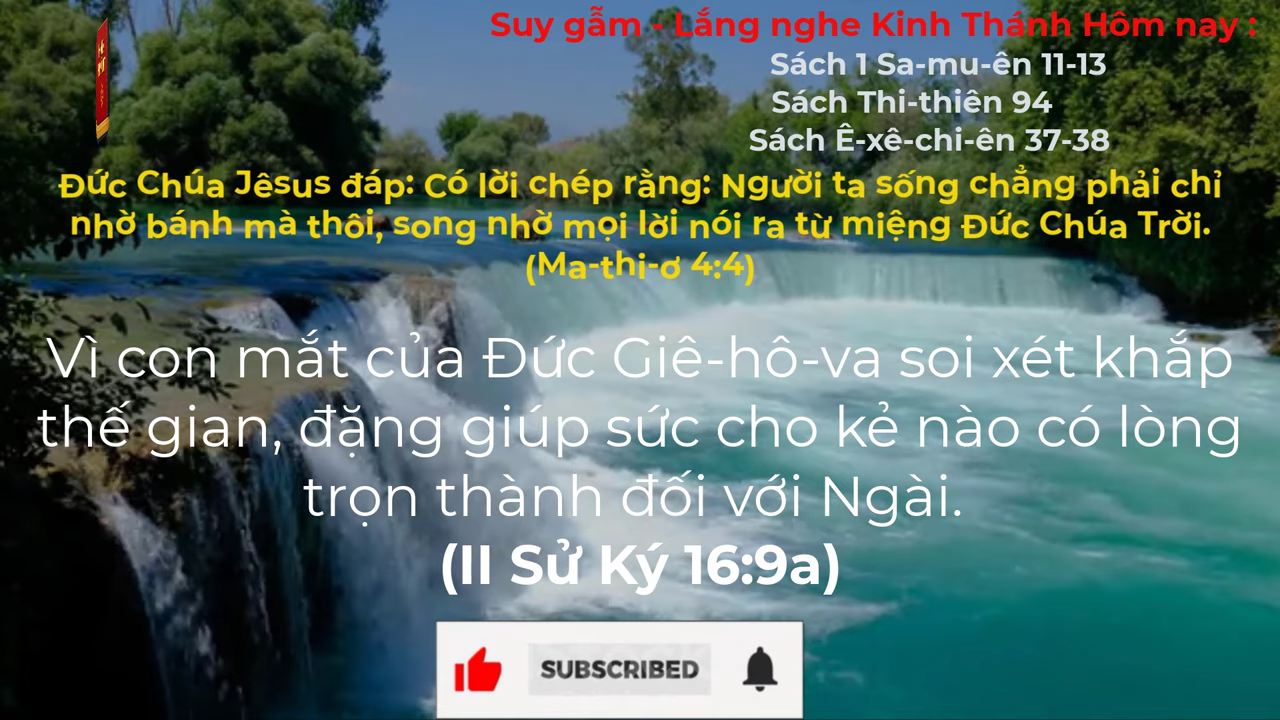 Suy gẫm - Lắng nghe Kinh Thánh Hôm nay :
Sách 1 Sa-mu-ên 11-13
Sách Thi-thiên 94
Sách Ê-xê-chi-ên 37-38
Đức Chúa Jêsus đáp: Có lời chép rằng: Người ta sống chẳng phải chỉ
nhờ bánh mà thôi, song nhờ mọi lời nói ra từ miệng Đức Chúa Trời.
(Ma-thi-ơ 4:4)
Vì con mắt của Đức Giê-hô-va soi xét khắp
thế gian, đặng giúp sức cho kẻ nào có lòng
trọn thành đối với Ngài.
(II Sử Ký 16:9a)
SUBSCRIBED